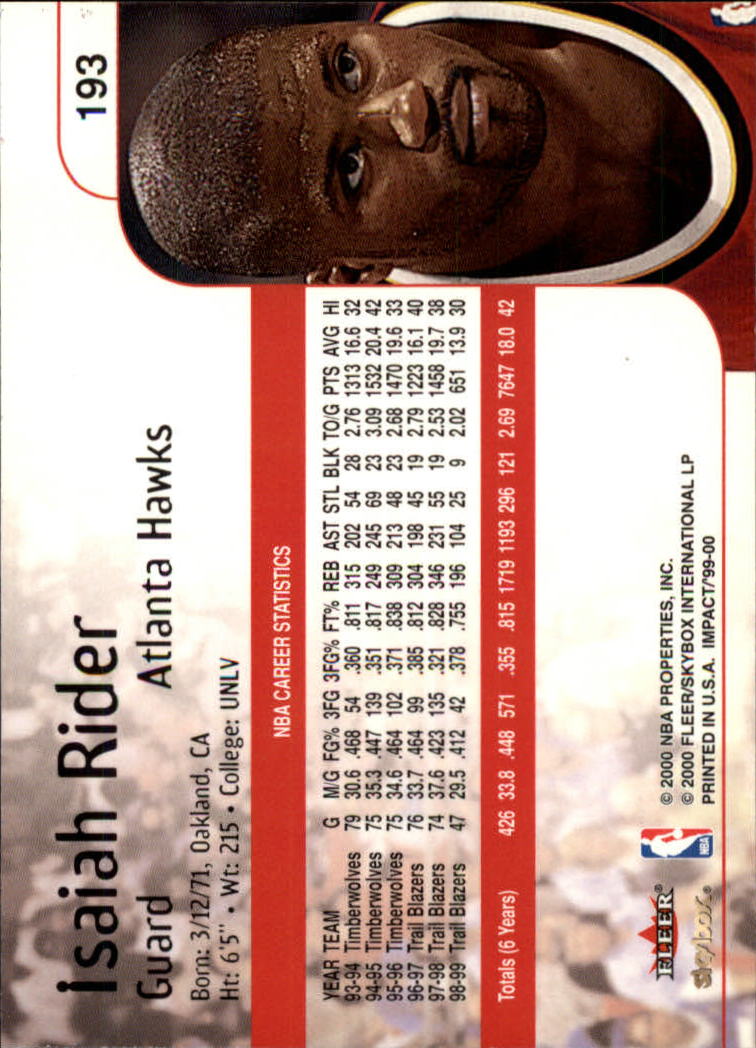 193
isaiah Rider
Guard Atlanta Hawks
Born: 3/12/71, Oakland, CA
Ht: 6'5" • Wt: 215 • College: UNLV
NBA CAREER STATISTICS
YEAR TEAM G M/G FG% 3FG 3FG% FT% REB AST STL BLK TO/G PTS AVG HI
93-94 Timberwolves 79 30.6 .468 54 .360 .811 315 202 54 28 2.76 1313 16.6 32
94-95 Timberwolves 75 35.3 .447 139 .351 .817 249 245 69 23 3.09 1532 20.4 42
95-96 Timberwolves 75 34.6 .464 102 .371 .838 309 213 48 23 2.68 1470 19.6 33
96-97 Trail Blazers 76 33.7 .464 99 .385 .812 304 198 45 19 2.79 1223 16.1 40
97-98 Trail Blazers 74 37.6 .423 135 .321 .828 346 231 55 19 2.53 1458 19.7 38
98-99 Trail Blazers 47 29.5 .412 42 .378 .755 196 104 25 9 2.02 651 13.9 30
Totals (6 Years) 426 33.8 .448 571 .355 .815 1719 1193 296 121 2.69 7647 18.0 42
FLEER®
skybox®
NBA
© 2000 NBA PROPERTIES, INC.
© 2000 FLEER/SKYBOX INTERNATIONAL LP
PRINTED IN U.S.A. IMPACT/'99-00